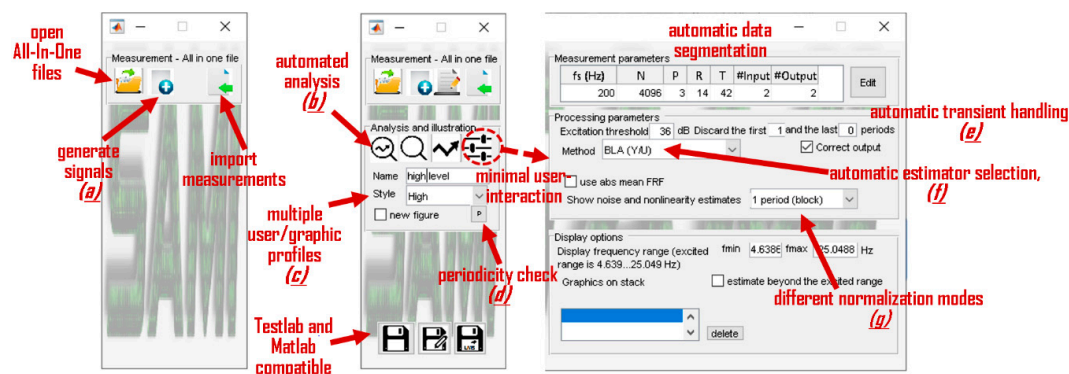 open
All-In-One
files
Measurement - All in one file
generate
signals (a)
import
measurements
automated
analysis
(b)
Measurement - All in one file
Analysis and illustration
Name high level
Style High
new figure P
minimal user-
interaction
multiple
user/graphic
profiles
(c)
periodicity check
(d)
Testlab and
Matlab
compatible
LMS
automatic data
segmentation
Measurement parameters
fs (Hz) N P R T #Input #Output
200 4096 3 14 42 2 2
Edit
automatic transient handling
(e)
Processing parameters
Excitation threshold 36 dB Discard the first 1 and the last 0 periods
Method BLA (Y/U) Correct output
automatic estimator selection,
(f)
use abs mean FRF
Show noise and nonlinearity estimates 1 period (block)
Display options
Display frequency range (excited
range is 4.639...25.049 Hz)
fmin 4.6386 fmax 25.0488 Hz
Graphics on stack
estimate beyond the excited range
different normalization modes
(g)
delete